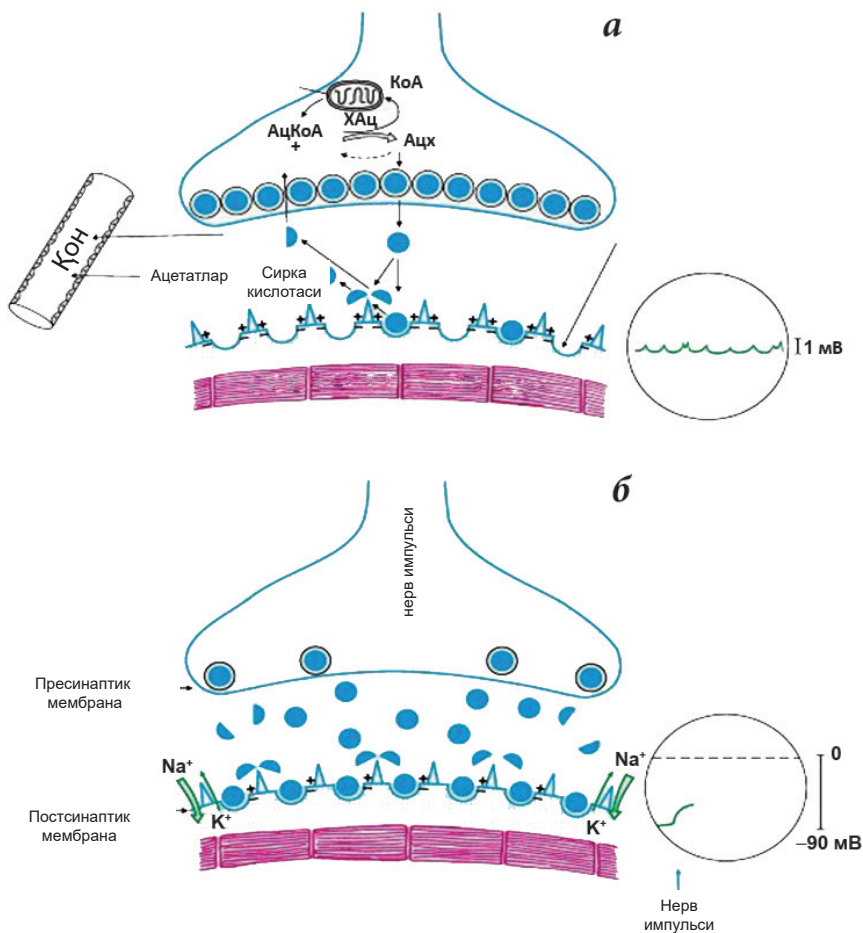 а
КоА
ХАц
АцКоА
+
Ацх
Қон
Ацетатлар
Сирка
кислотаси
1 мВ
б
нерв импульси
Пресинаптик
мембрана
Na⁺
Na⁺
0
Постсинаптик
мембрана
K⁺
K⁺
–90 мВ
Нерв
импульси